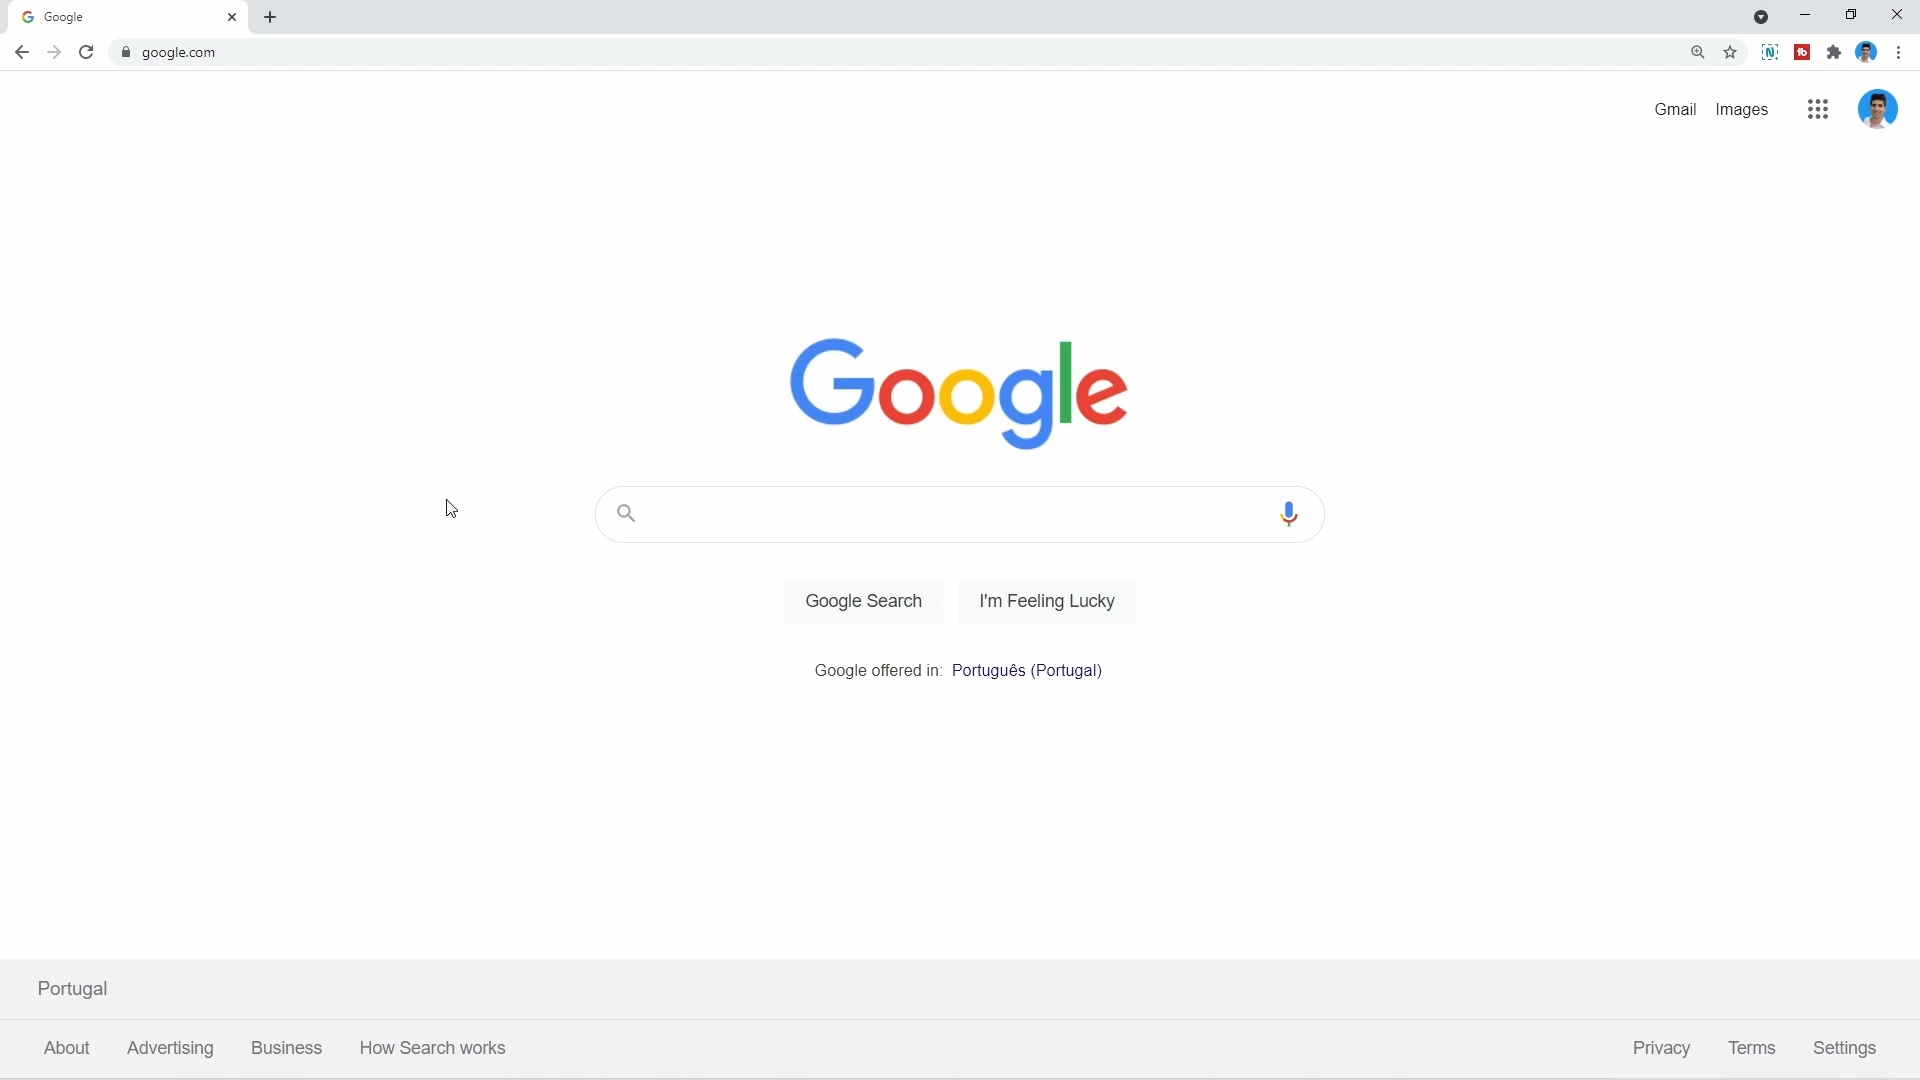 Google
google.com
Gmail Images
Google
Google Search I'm Feeling Lucky
Google offered in: Português (Portugal)
Portugal
About Advertising Business How Search works Privacy Terms Settings